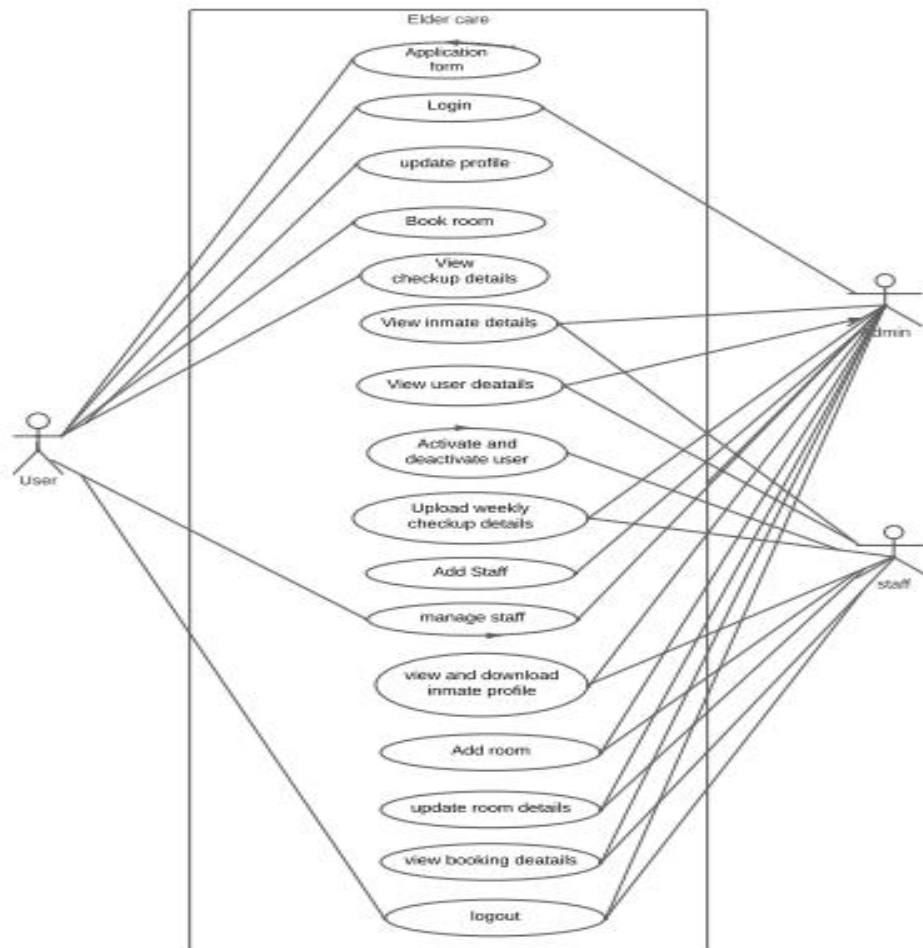 Elder care
Application
form
Login
update profile
Book room
View
checkup details
View inmate details
Admin
View user deatails
Activate and
deactivate user
User
Upload weekly
checkup details
Add Staff
staff
manage staff
view and download
inmate profile
Add room
update room details
view booking deatails
logout